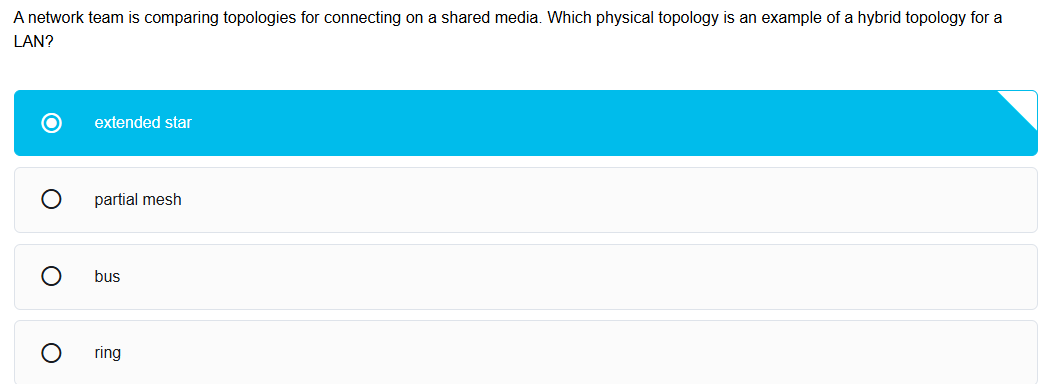 A network team is comparing topologies for connecting on a shared media. Which physical topology is an example of a hybrid topology for a
LAN?
extended star
partial mesh
bus
ring